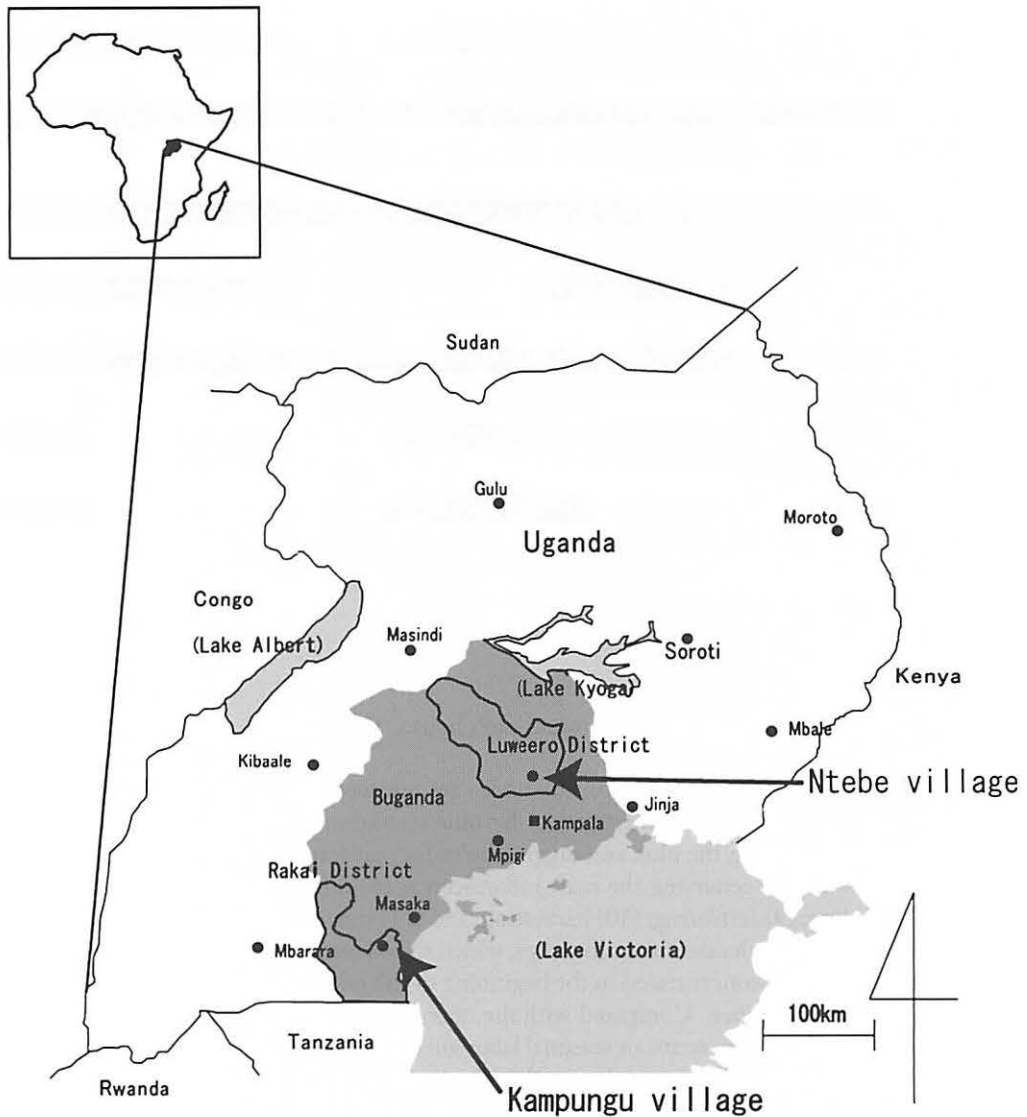 Sudan
Gulu
Moroto
Uganda
Congo
(Lake Albert)
Masindi
Soroti
(Lake Kyoga)
Kenya
Mbale
Luweero District
Kibaale
Ntebe village
Buganda
Jinja
Kampala
Mpigi
Rakai District
Masaka
Mbarara
(Lake Victoria)
100km
Tanzania
Rwanda
Kampungu village